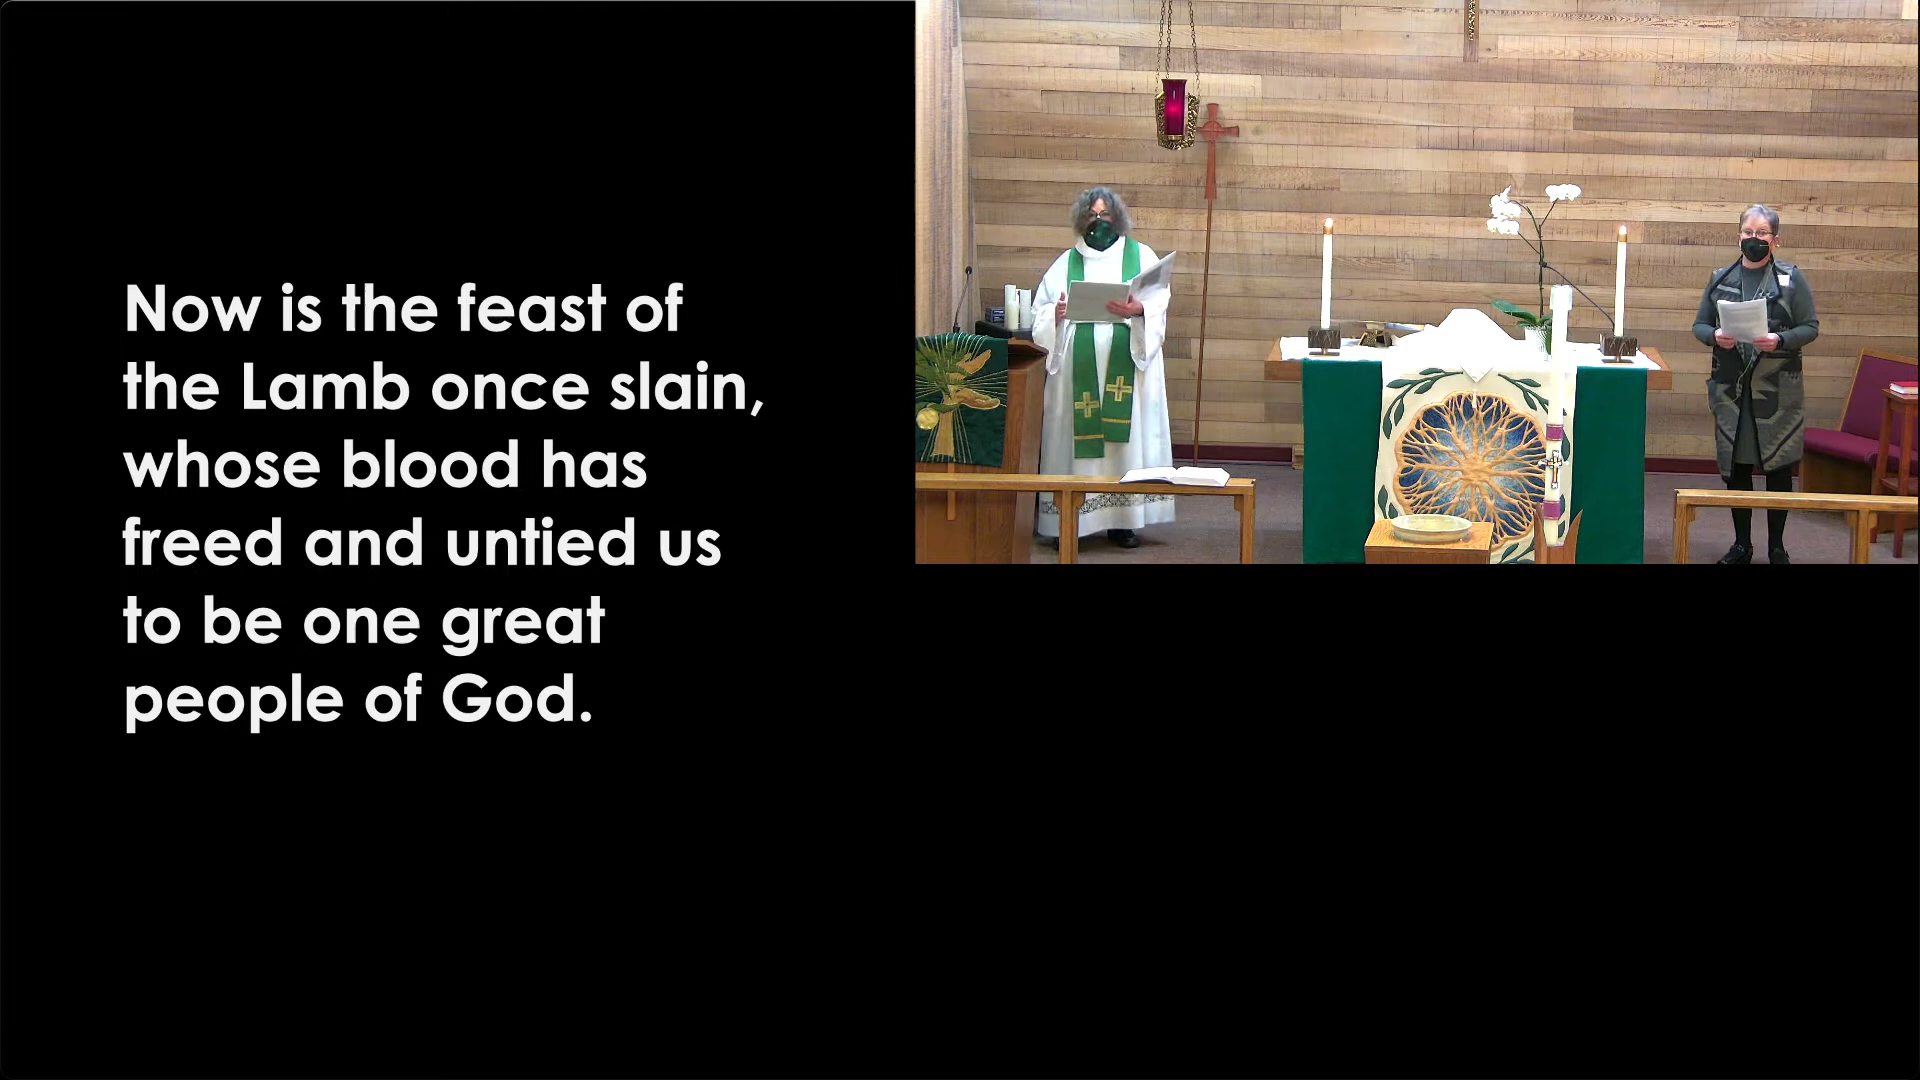 Now is the feast of
the Lamb once slain,
whose blood has
freed and untied us
to be one great
people of God.